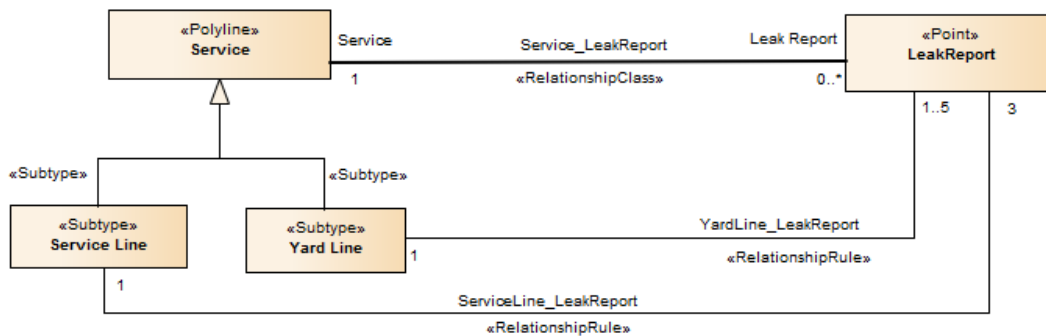 «Polyline»
Service
Service
Service_LeakReport
Leak Report
1
«RelationshipClass»
0..*
«Point»
LeakReport
1..5
3
«Subtype»
«Subtype»
«Subtype»
Service Line
«Subtype»
Yard Line
1
1
YardLine_LeakReport
«RelationshipRule»
ServiceLine_LeakReport
«RelationshipRule»